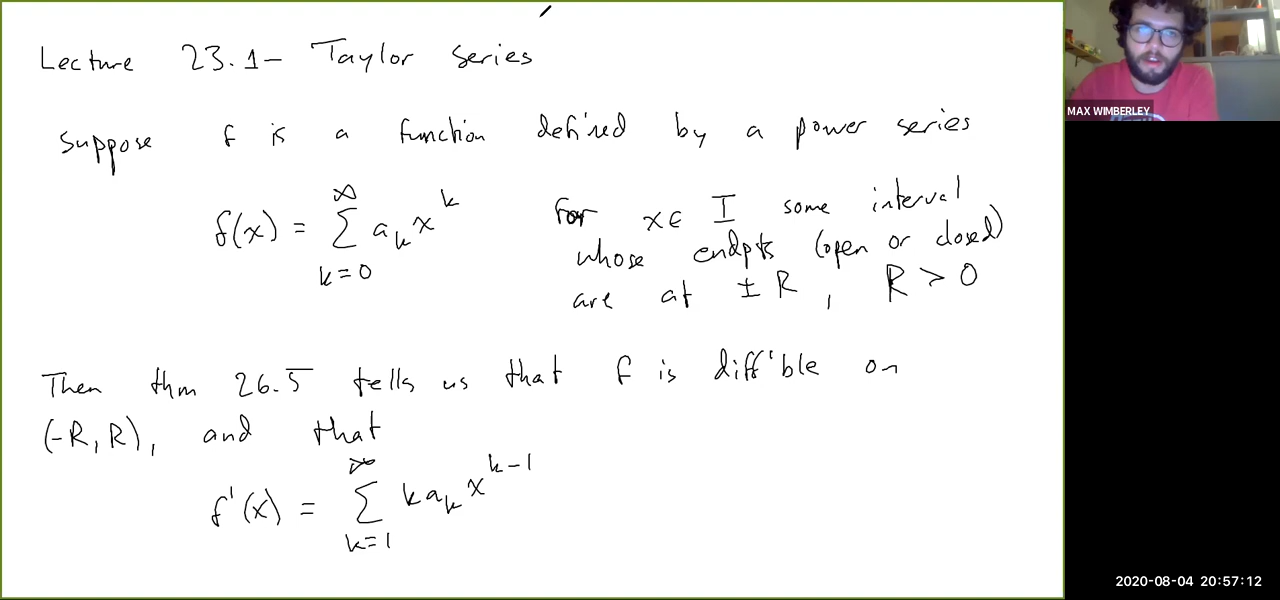 Lecture 23.1 – Taylor series
Suppose f is a function defined by a power series
f(x) = ∑_{k=0}^{∞} a_k x^k
for x ∈ I some interval
whose endpts (open or closed)
are at ± R , R > 0
Then thm 26.5 tells us that f is diff'ble on
(-R, R), and that
f'(x) = ∑_{k=1}^{∞} k a_k x^{k-1}
MAX WIMBERLEY
2020-08-04 20:57:12